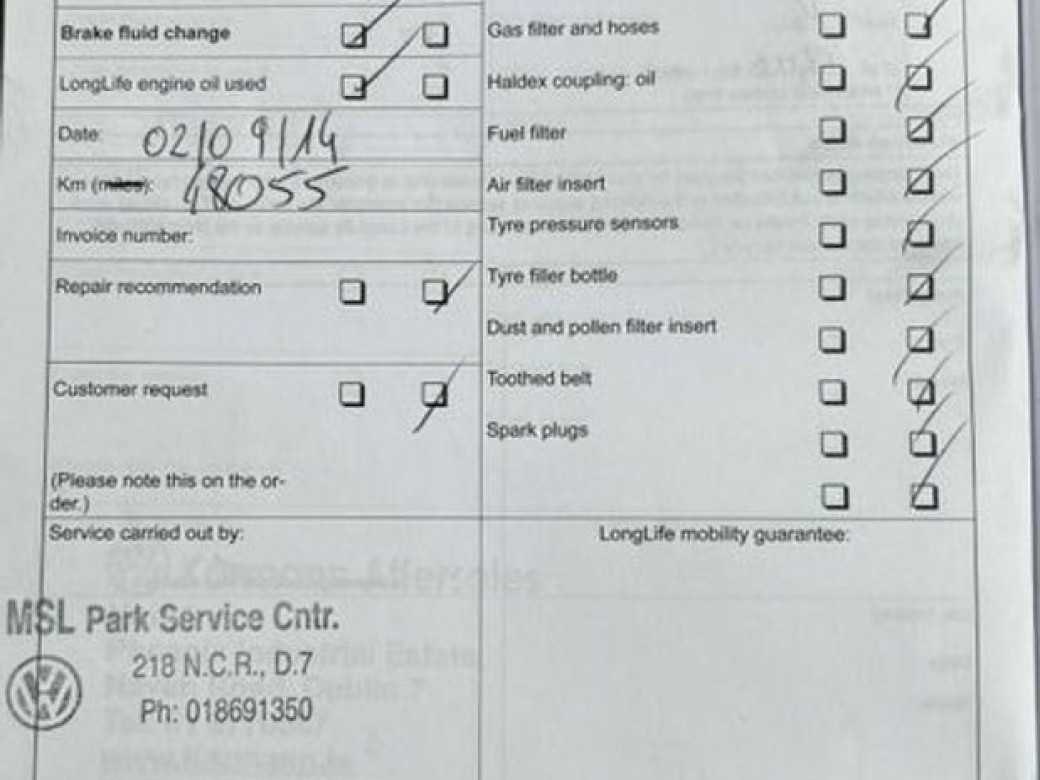 Brake fluid change
LongLife engine oil used
Date: 02/09/14
Km (miles): 48055
Invoice number:
Repair recommendation
Customer request
(Please note this on the or-
der.)
Gas filter and hoses
Haldex coupling: oil
Fuel filter
Air filter insert
Tyre pressure sensors
Tyre filler bottle
Dust and pollen filter insert
Toothed belt
Spark plugs
Service carried out by:
LongLife mobility guarantee:
MSL Park Service Cntr.
218 N.C.R., D.7
Ph: 018691350